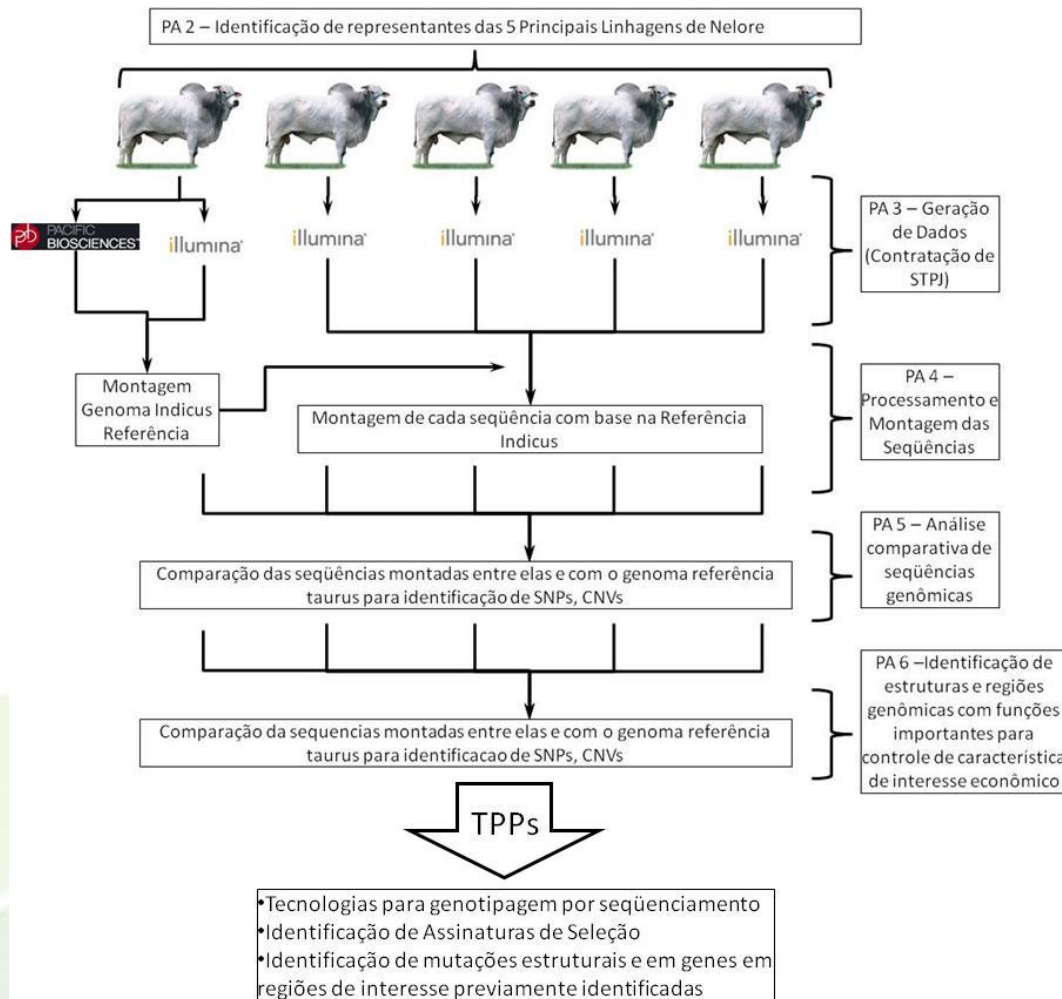 PA 2 – Identificação de representantes das 5 Principais Linhagens de Nelore
pb PACIFIC
BIOSCIENCES
illumina
illumina
illumina
illumina
illumina
PA 3 – Geração
de Dados
(Contratação de
STPJ)
Montagem
Genoma Indicus
Referência
Montagem de cada seqüência com base na Referência
Indicus
PA 4 –
Processamento e
Montagem das
Seqüências
Comparação das seqüências montadas entre elas e com o genoma referência
taurus para identificação de SNPs, CNVs
PA 5 – Análise
comparativa de
seqüências
genômicas
Comparação da sequencias montadas entre elas e com o genoma referência
taurus para identificacao de SNPs, CNVs
PA 6 –Identificação de
estruturas e regiões
genômicas com funções
importantes para
controle de característica
de interesse econômico
TPPs
•Tecnologias para genotipagem por seqüenciamento
•Identificação de Assinaturas de Seleção
•Identificação de mutações estruturais e em genes em
regiões de interesse previamente identificadas